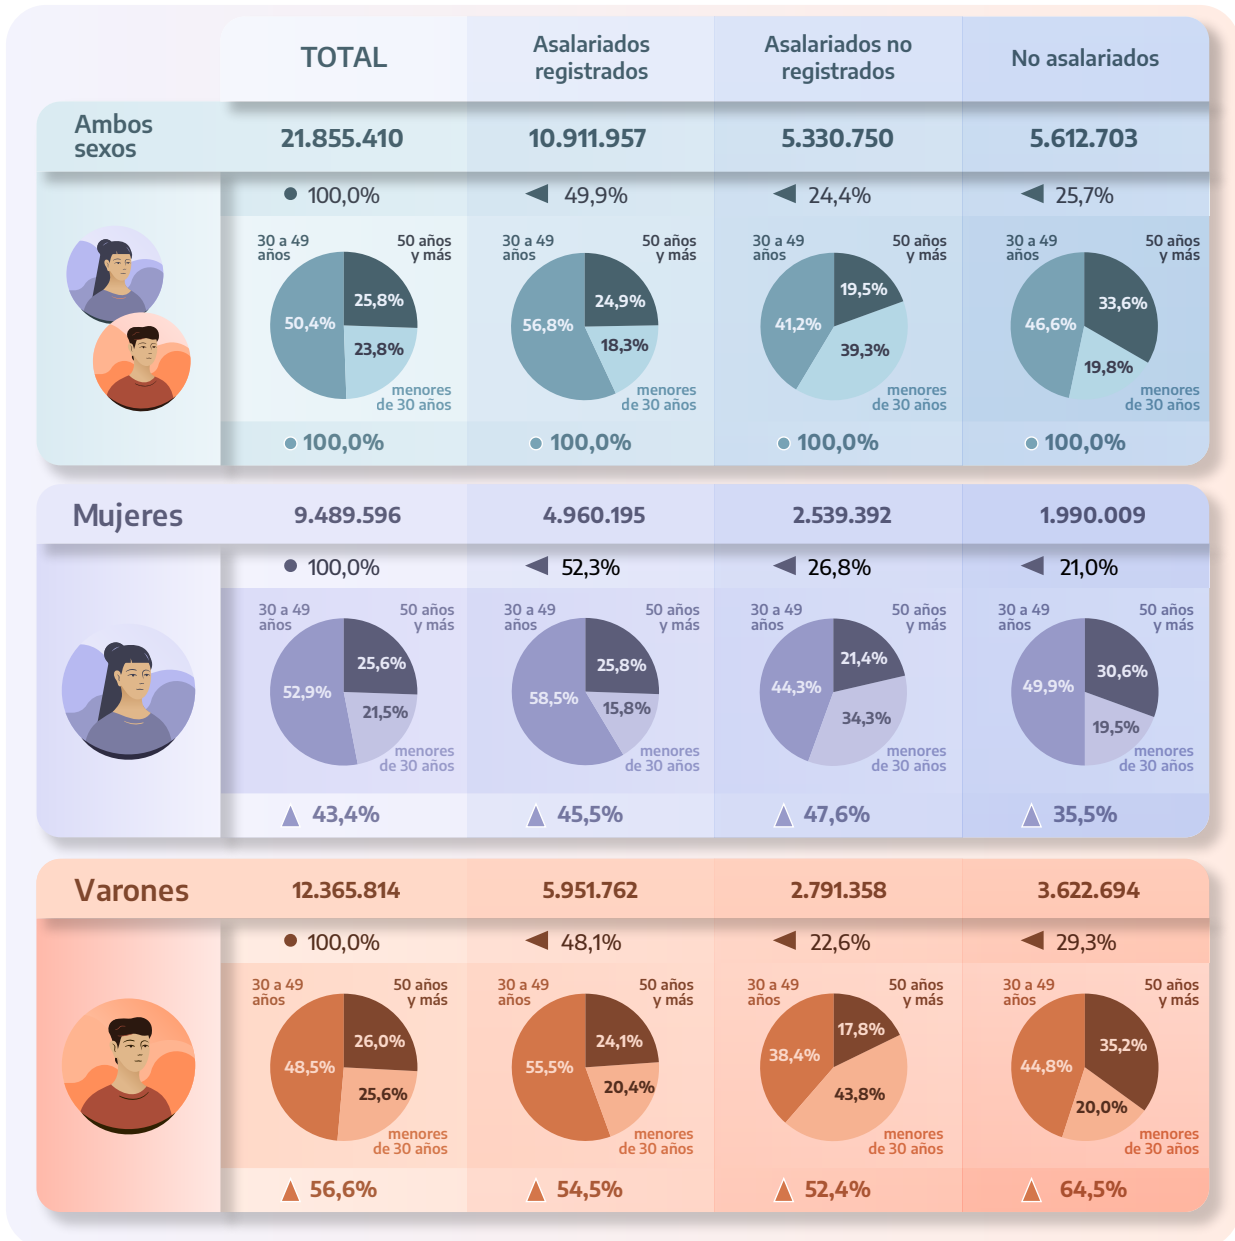 TOTAL
Asalariados
registrados
Asalariados no
registrados
No asalariados
Ambos
sexos
21.855.410
10.911.957
5.330.750
5.612.703
100,0%
49,9%
24,4%
25,7%
30 a 49
años
50 años
y más
25,8%
50,4%
23,8%
menores
de 30 años
30 a 49
años
50 años
y más
24,9%
56,8%
18,3%
menores
de 30 años
30 a 49
años
50 años
y más
19,5%
41,2%
39,3%
menores
de 30 años
30 a 49
años
50 años
y más
33,6%
46,6%
19,8%
menores
de 30 años
100,0%
100,0%
100,0%
100,0%
Mujeres
9.489.596
4.960.195
2.539.392
1.990.009
100,0%
52,3%
26,8%
21,0%
30 a 49
años
50 años
y más
25,6%
52,9%
21,5%
menores
de 30 años
30 a 49
años
50 años
y más
25,8%
58,5%
15,8%
menores
de 30 años
30 a 49
años
50 años
y más
21,4%
44,3%
34,3%
menores
de 30 años
30 a 49
años
50 años
y más
30,6%
49,9%
19,5%
menores
de 30 años
43,4%
45,5%
47,6%
35,5%
Varones
12.365.814
5.951.762
2.791.358
3.622.694
100,0%
48,1%
22,6%
29,3%
30 a 49
años
50 años
y más
26,0%
48,5%
25,6%
menores
de 30 años
30 a 49
años
50 años
y más
24,1%
55,5%
20,4%
menores
de 30 años
30 a 49
años
50 años
y más
17,8%
38,4%
43,8%
menores
de 30 años
30 a 49
años
50 años
y más
35,2%
44,8%
20,0%
menores
de 30 años
56,6%
54,5%
52,4%
64,5%